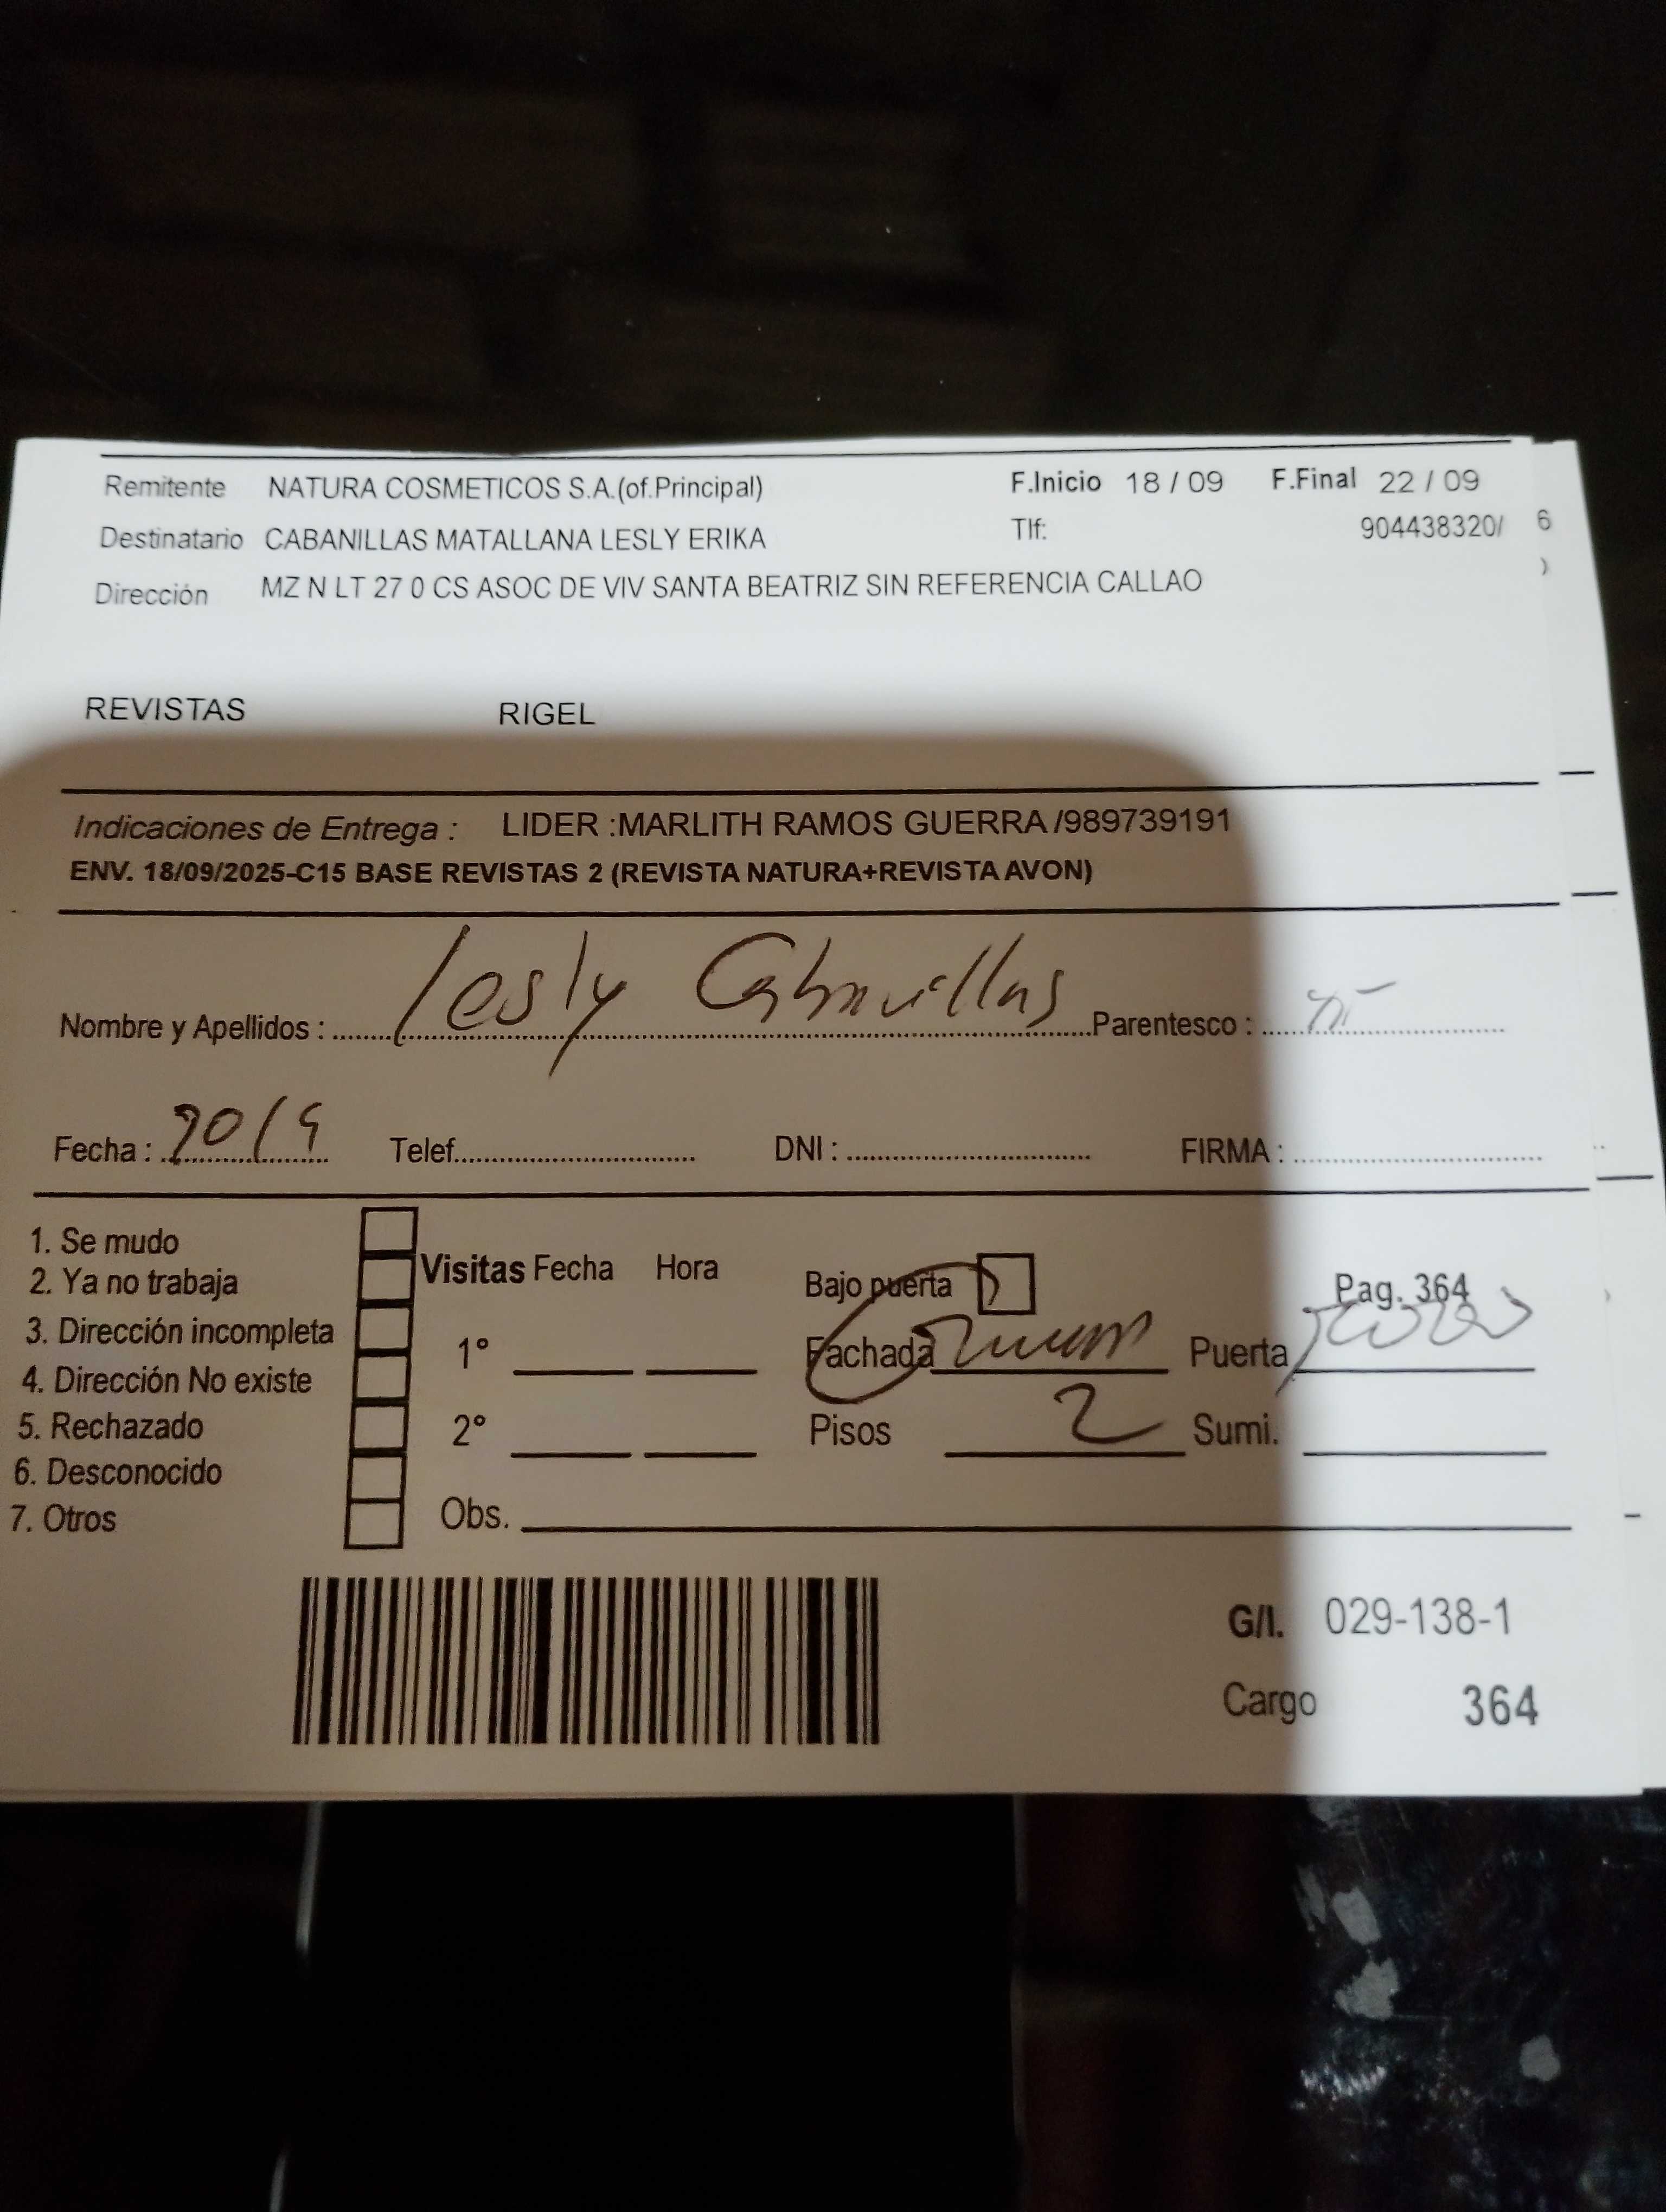 Remitente NATURA COSMETICOS S.A.(of.Principal) F.Inicio 18 / 09 F.Final 22 / 09
Destinatario CABANILLAS MATALLANA LESLY ERIKA Tlf: 904438320/ 6
Dirección MZ N LT 27 0 CS ASOC DE VIV SANTA BEATRIZ SIN REFERENCIA CALLAO )
REVISTAS RIGEL
Indicaciones de Entrega : LIDER :MARLITH RAMOS GUERRA /989739191
ENV. 18/09/2025-C15 BASE REVISTAS 2 (REVISTA NATURA+REVISTA AVON)
Nombre y Apellidos : Lesly Cabanillas Parentesco :
Fecha : 20/9 Telef. DNI : FIRMA :
1. Se mudo
2. Ya no trabaja
3. Dirección incompleta
4. Dirección No existe
5. Rechazado
6. Desconocido
7. Otros
Visitas Fecha Hora
1°
2°
Obs.
Bajo puerta Pag. 364
Fachada Puerta
Pisos 2 Sumi.
G/I. 029-138-1
Cargo 364